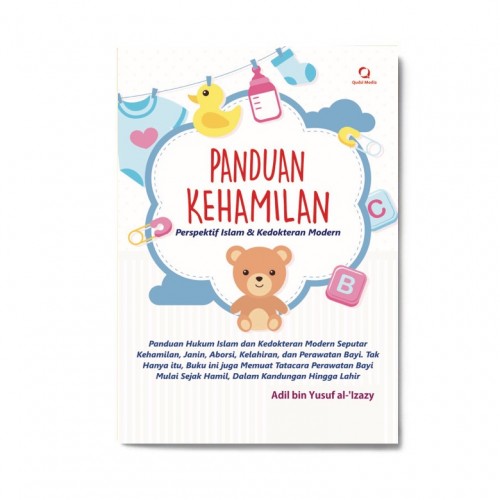 Qudsi Media
PANDUAN
KEHAMILAN
Perspektif Islam & Kedokteran Modern
C
B
Panduan Hukum Islam dan Kedokteran Modern Seputar
Kehamilan, Janin, Aborsi, Kelahiran, dan Perawatan Bayi. Tak
Hanya itu, Buku ini juga Memuat Tatacara Perawatan Bayi
Mulai Sejak Hamil, Dalam Kandungan Hingga Lahir
Adil bin Yusuf al-'Izazy